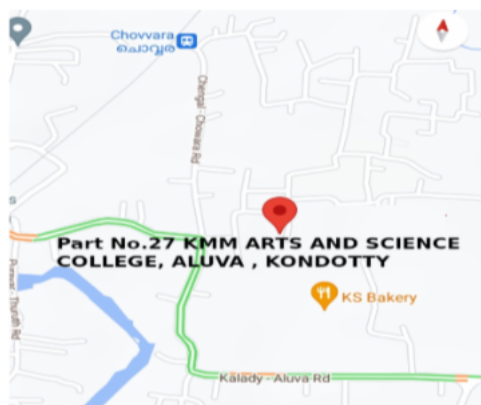 Chovvara
ചൊവ്വര
Chengal - Chowara Rd
Part No.27 KMM ARTS AND SCIENCE
COLLEGE, ALUVA , KONDOTTY
KS Bakery
Kalady - Aluva Rd